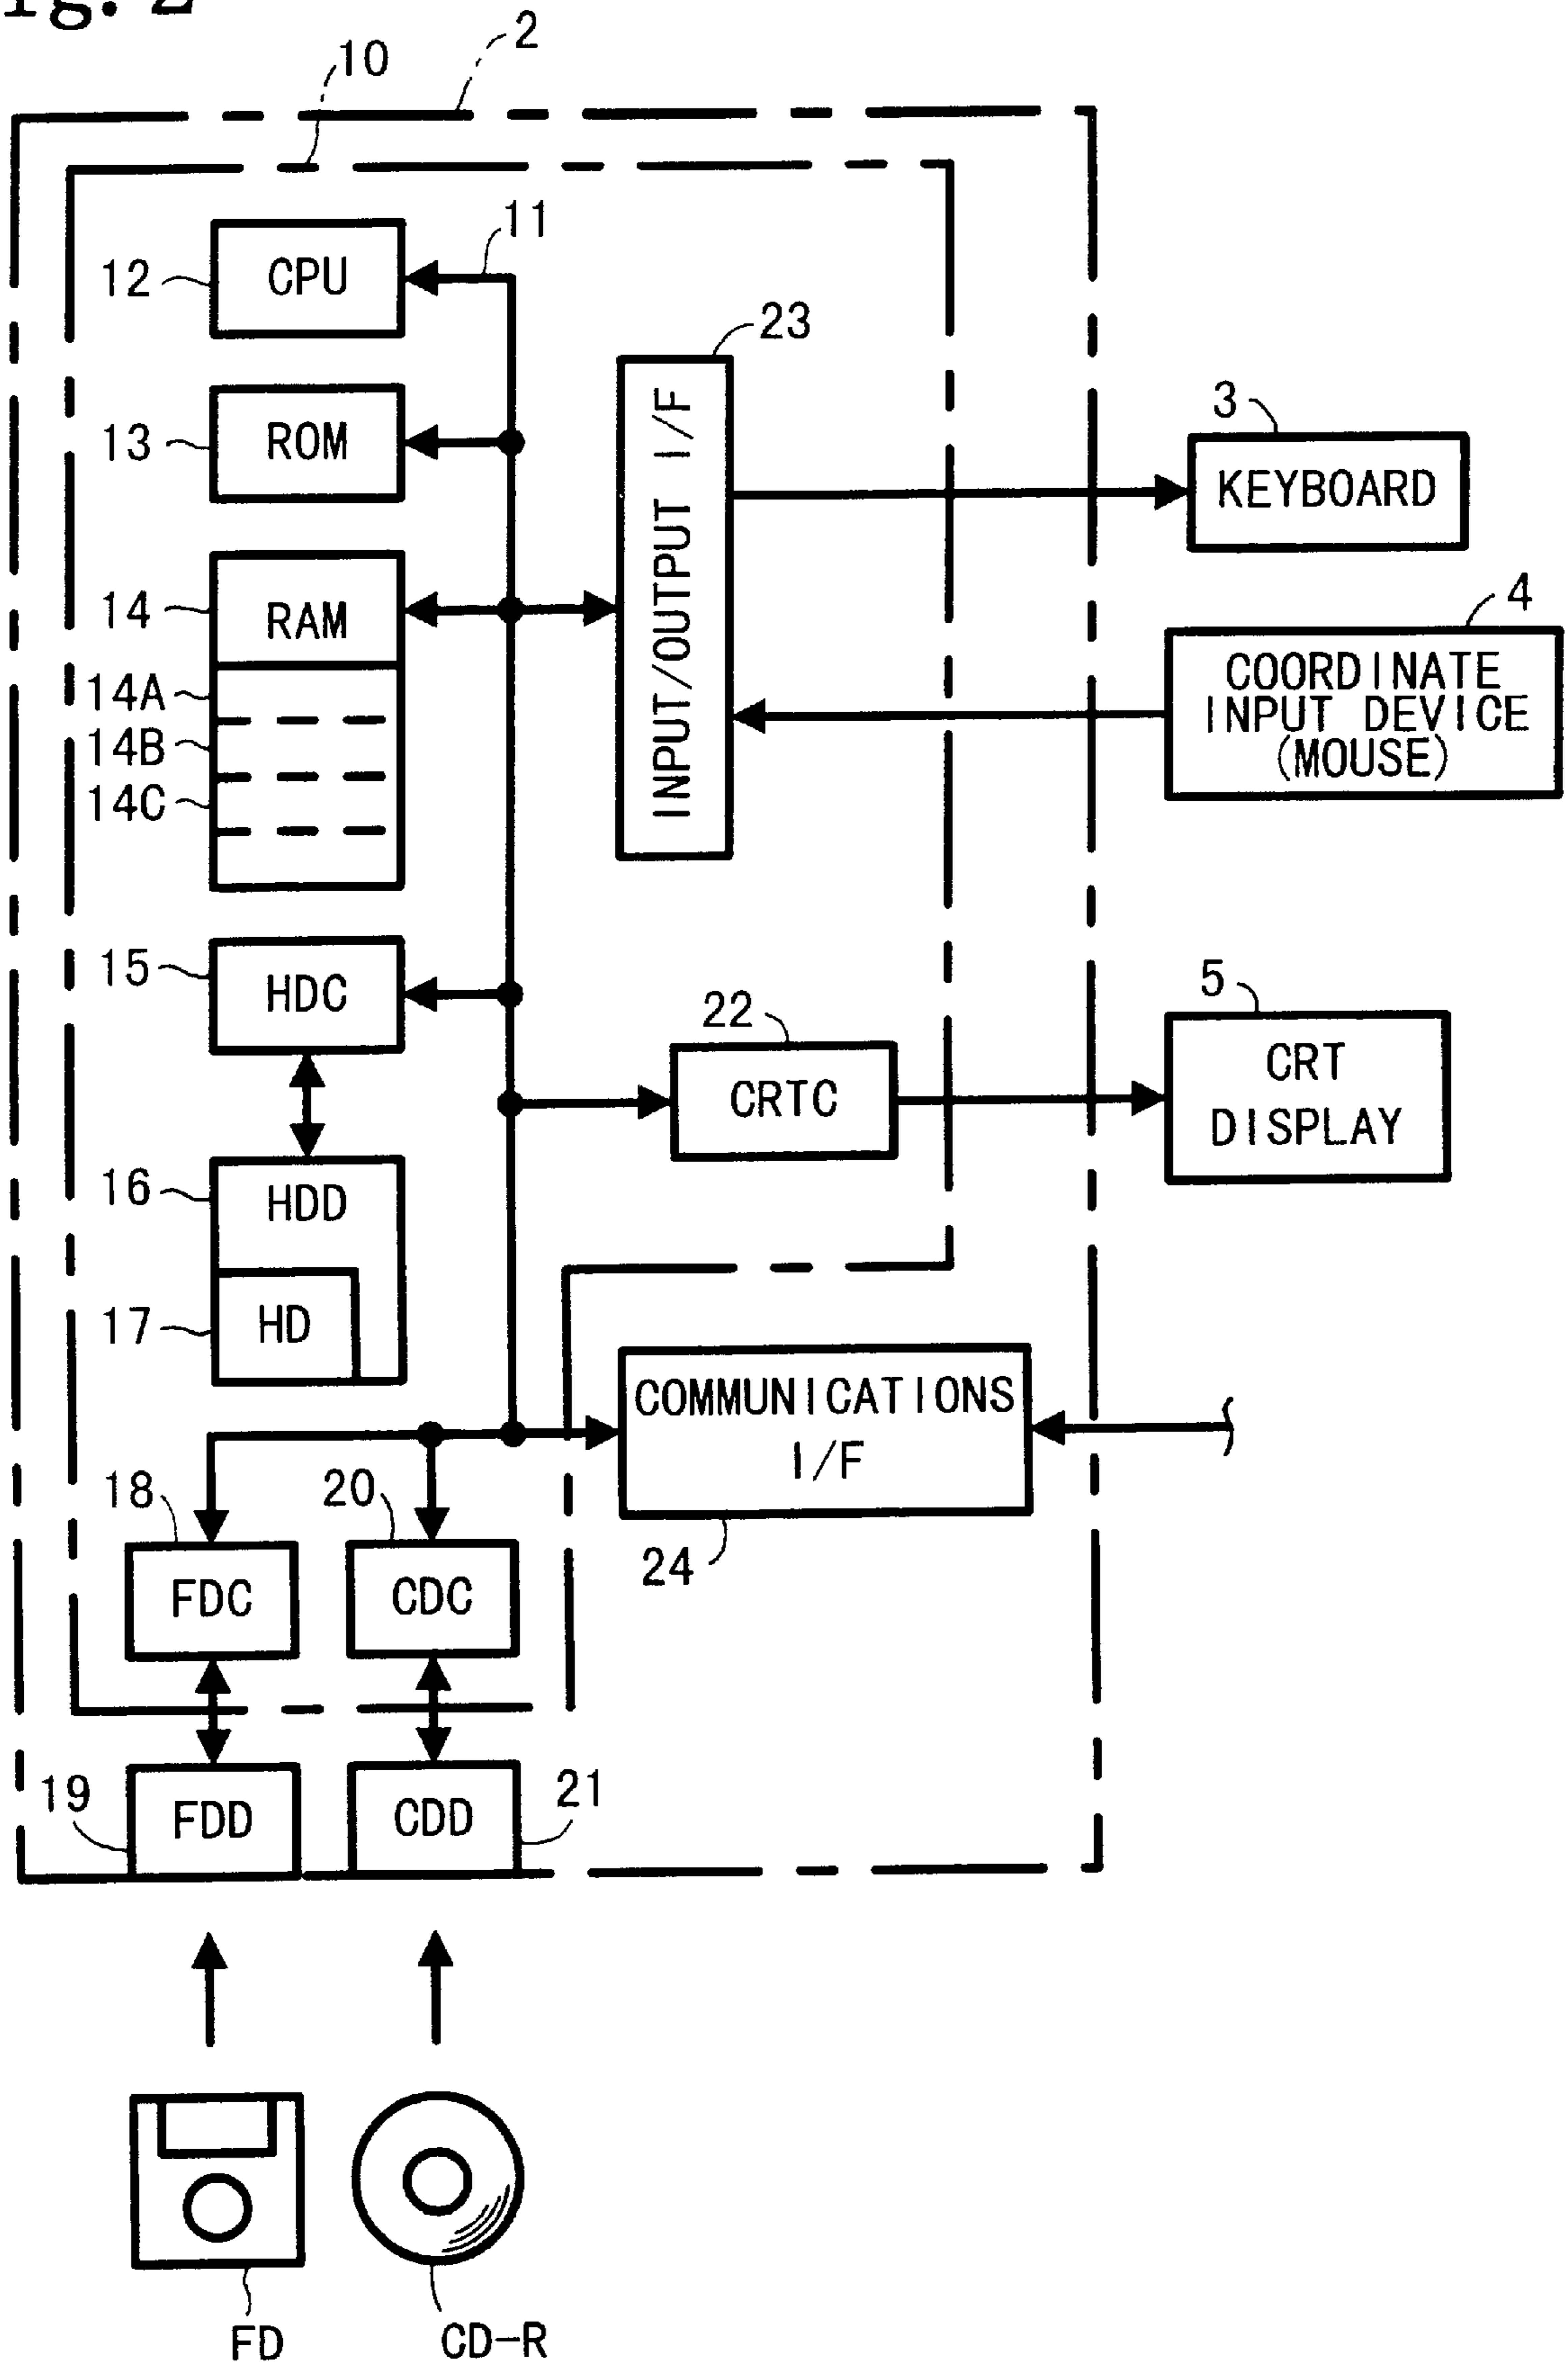 10
2
11
12
CPU
23
13
ROM
INPUT/OUTPUT I/F
3
KEYBOARD
14
RAM
4
14A
COORDINATE
INPUT DEVICE
(MOUSE)
14B
14C
15
HDC
22
CRTC
5
CRT
DISPLAY
16
HDD
17
HD
COMMUNICATIONS
I/F
18
20
24
FDC
CDC
19
FDD
CDD
21
FD
CD-R